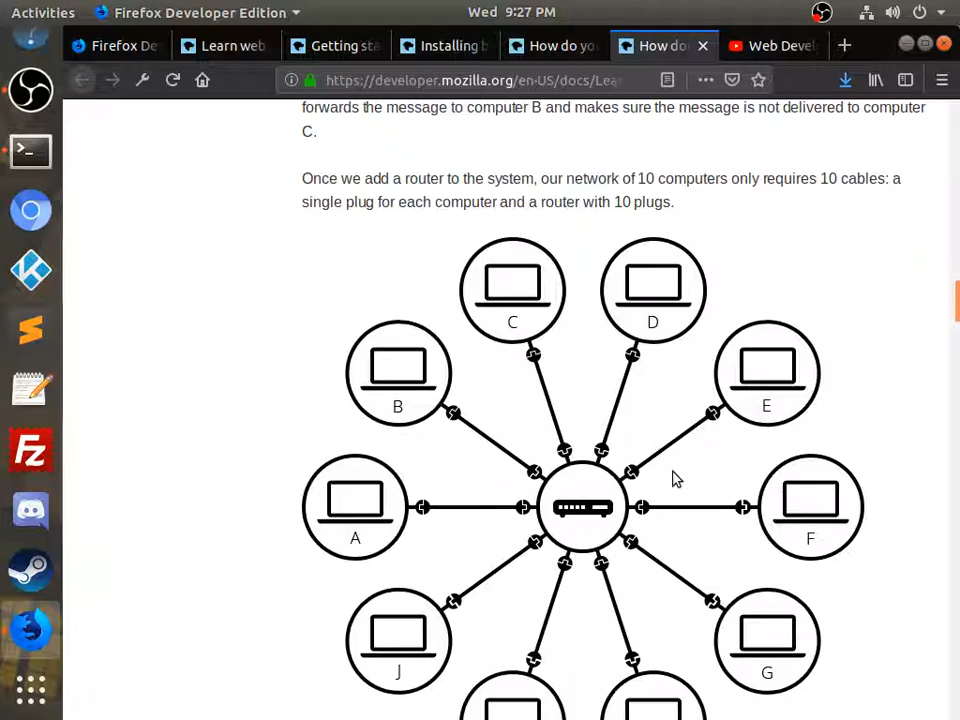 Activities
Firefox Developer Edition
Wed 9:27 PM
Firefox De
Learn web
Getting sta
Installing b
How do you
How do
Web Devel
https://developer.mozilla.org/en-US/docs/Lea
forwards the message to computer B and makes sure the message is not delivered to computer
C.
Once we add a router to the system, our network of 10 computers only requires 10 cables: a
single plug for each computer and a router with 10 plugs.
C
D
B
E
A
F
J
G